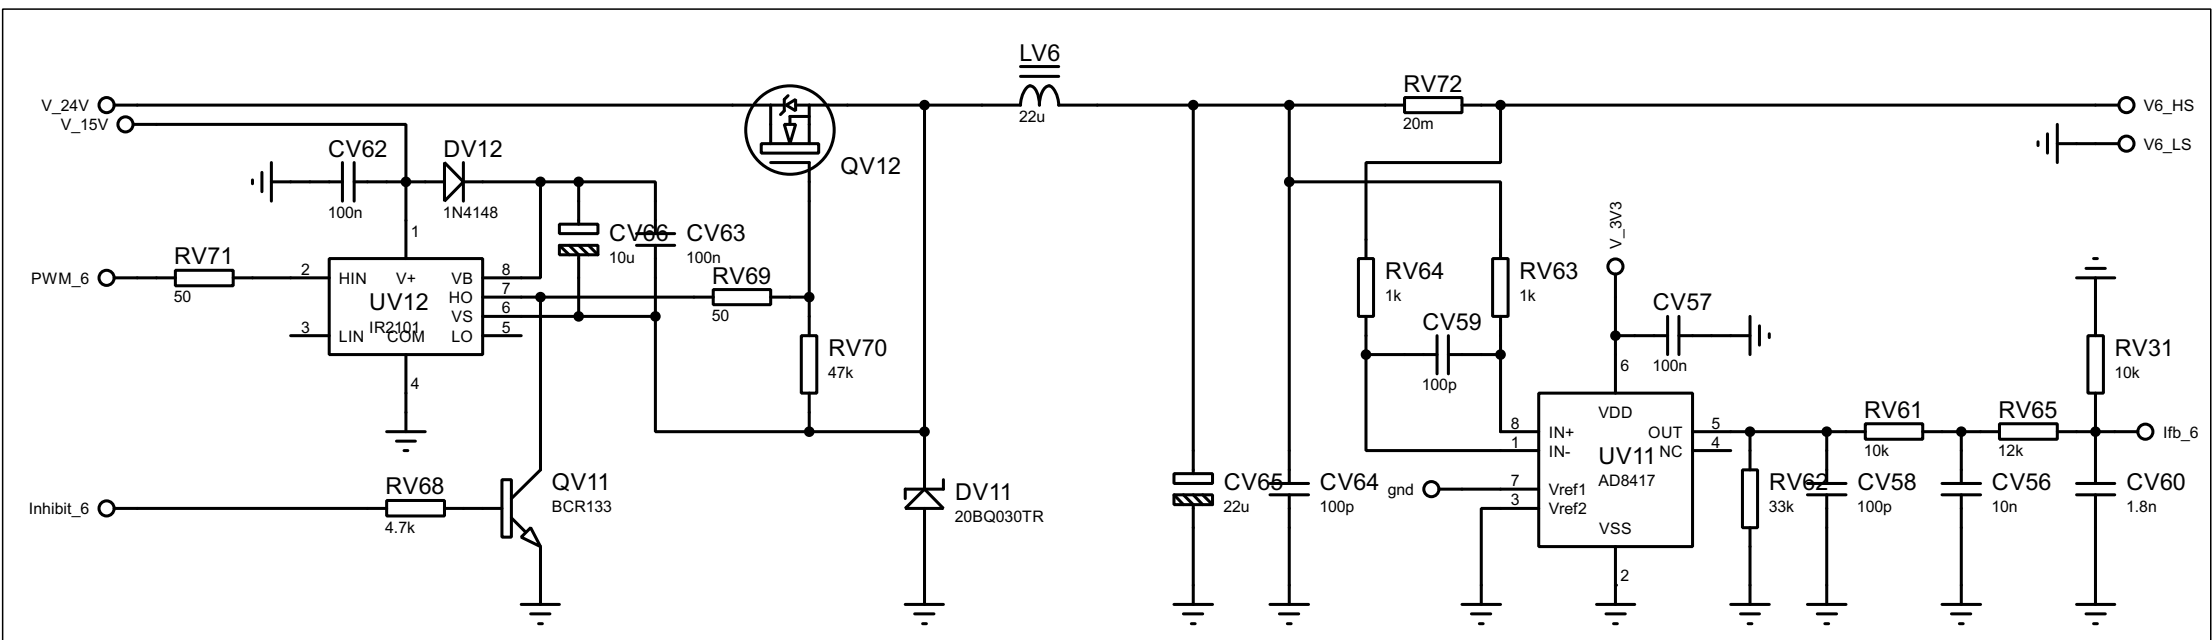 LV6
22u
RV72
20m
V_24V
V_15V
V6_HS
V6_LS
CV62
100n
DV12
1N4148
QV12
1
CV66
10u
CV63
100n
V_3V3
RV71
50
PWM_6
2
HIN
V+
VB
8
UV12
HO
7
IR2101
VS
6
3
LIN
COM
LO
5
4
RV69
50
RV70
47k
RV64
1k
RV63
1k
CV59
100p
CV57
100n
6
RV31
10k
VDD
8
IN+
OUT
5
1
IN-
NC
4
UV11
AD8417
gnd
7
Vref1
3
Vref2
VSS
2
RV61
10k
RV65
12k
Ifb_6
Inhibit_6
RV68
4.7k
QV11
BCR133
DV11
20BQ030TR
CV65
22u
CV64
100p
RV62
33k
CV58
100p
CV56
10n
CV60
1.8n